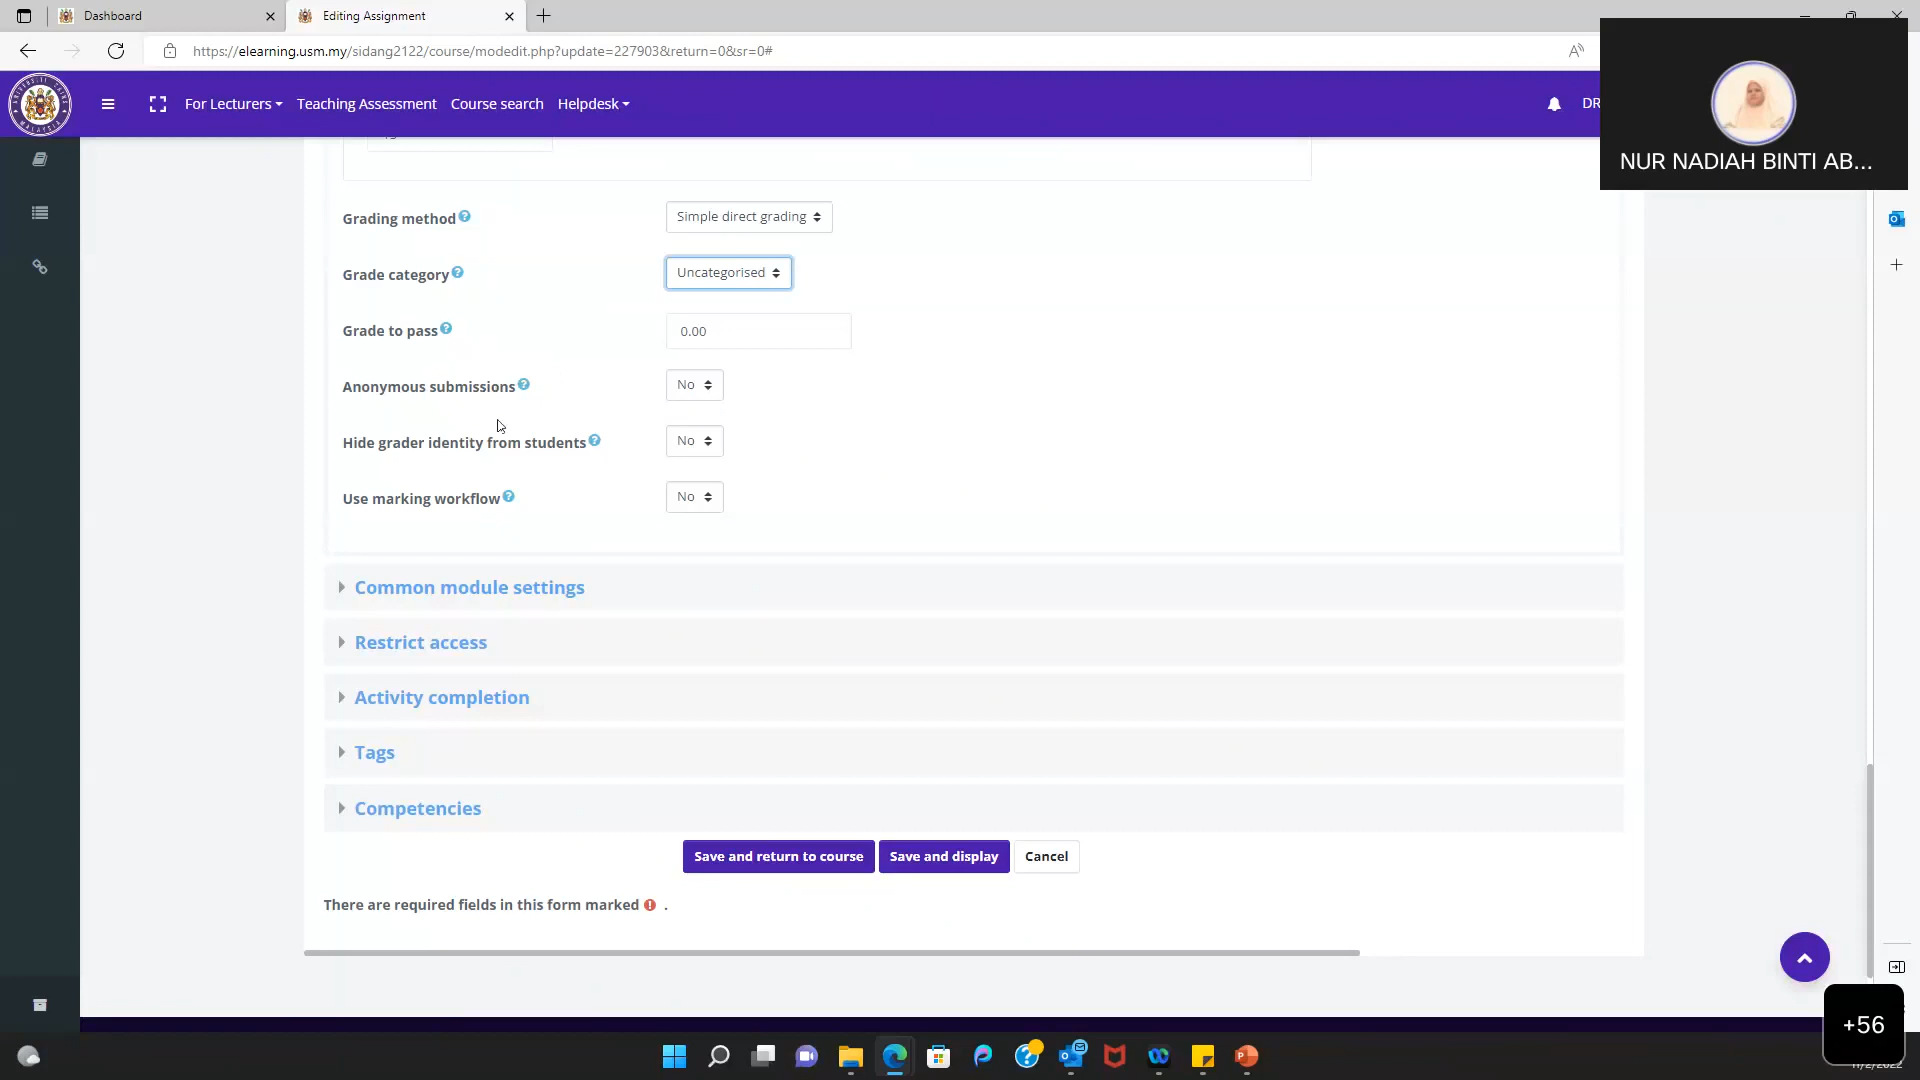 Dashboard
Editing Assignment
https://elearning.usm.my/sidang2122/course/modedit.php?update=227903&return=0&sr=0#
For Lecturers
Teaching Assessment
Course search
Helpdesk
DR
NUR NADIAH BINTI AB...
Grading method
Simple direct grading
Grade category
Uncategorised
Grade to pass
0.00
Anonymous submissions
No
Hide grader identity from students
No
Use marking workflow
No
Common module settings
Restrict access
Activity completion
Tags
Competencies
Save and return to course
Save and display
Cancel
There are required fields in this form marked .
+56